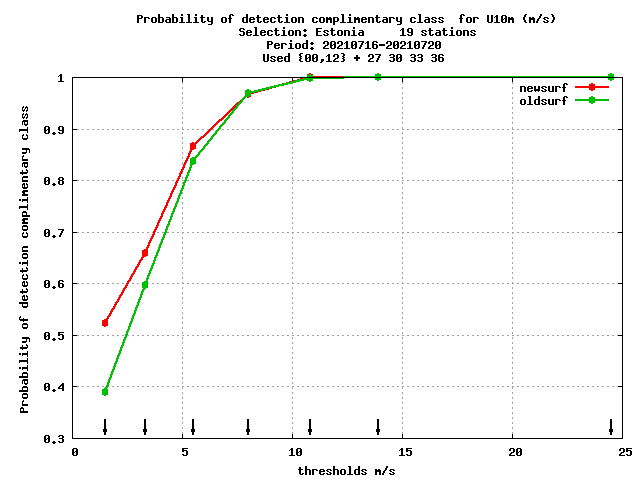 Probability of detection complimentary class  for U10m (m/s)
Selection: Estonia     19 stations
Period: 20210716-20210720
Used {00,12} + 27 30 33 36
newsurf
oldsurf
Probability of detection complimentary class
1
0.9
0.8
0.7
0.6
0.5
0.4
0.3
0 5 10 15 20 25
thresholds m/s